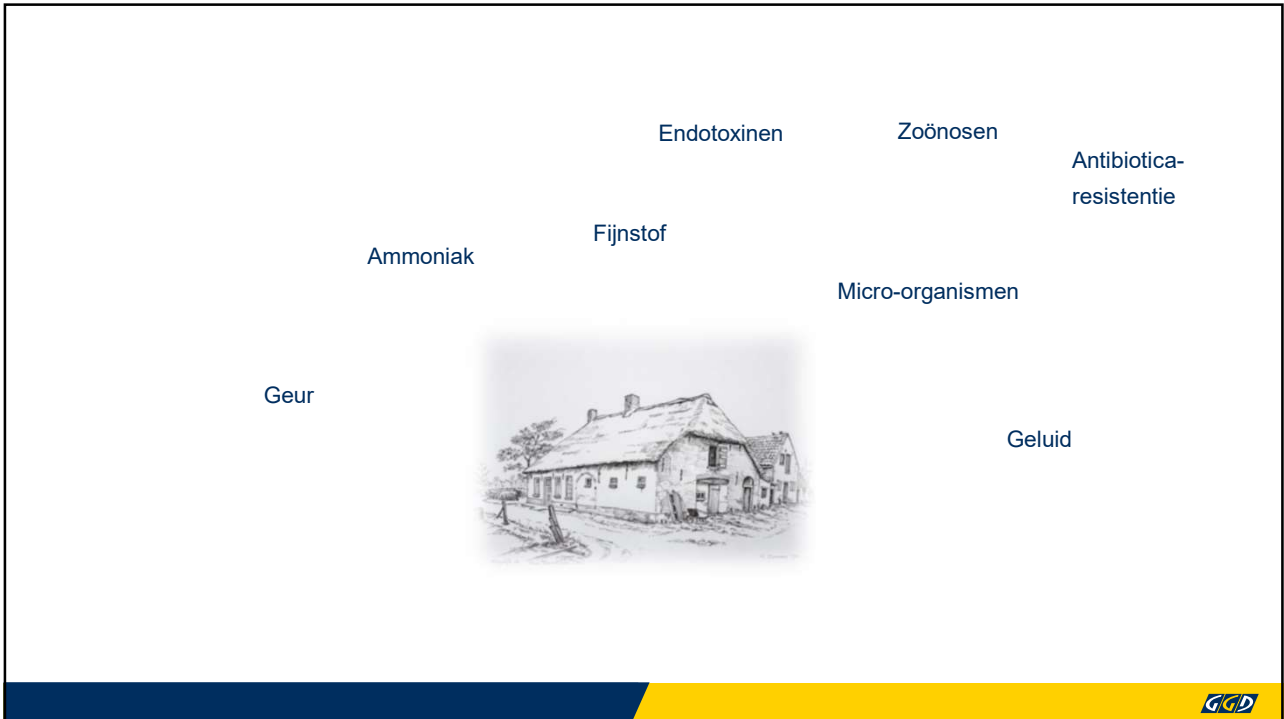 Endotoxinen
Zoönosen
Antibiotica-
resistentie
Fijnstof
Ammoniak
Micro-organismen
Geur
Geluid
GGD